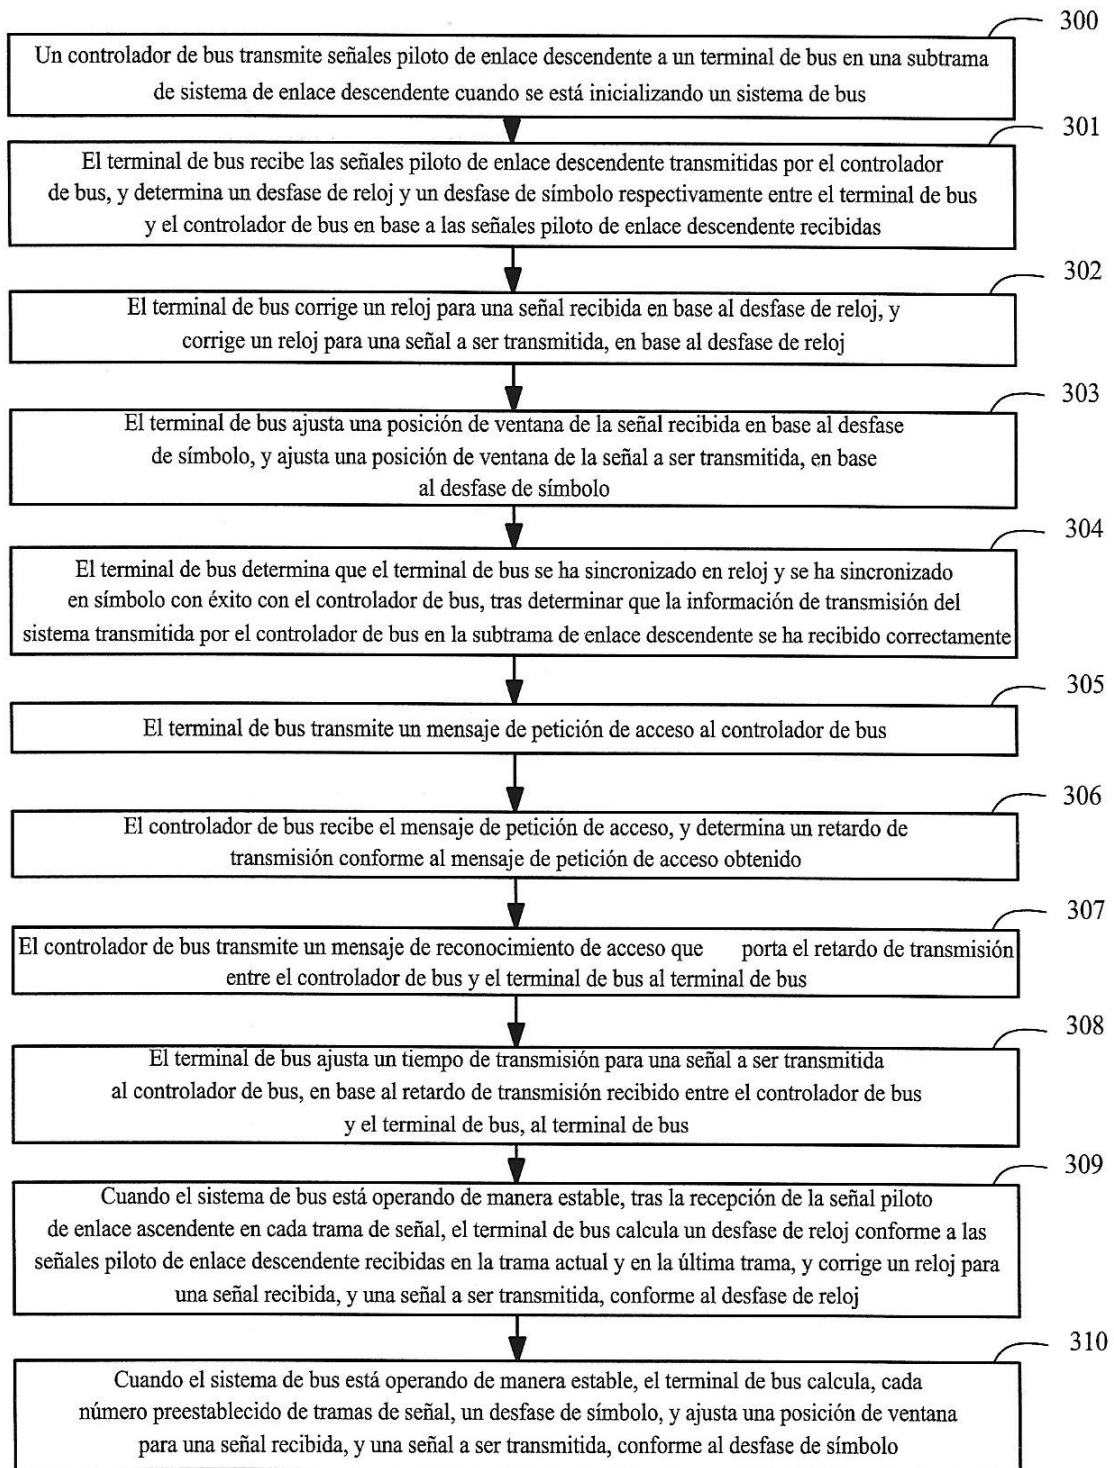 300
Un controlador de bus transmite señales piloto de enlace descendente a un terminal de bus en una subtrama
de sistema de enlace descendente cuando se está inicializando un sistema de bus
301
El terminal de bus recibe las señales piloto de enlace descendente transmitidas por el controlador
de bus, y determina un desfase de reloj y un desfase de símbolo respectivamente entre el terminal de bus
y el controlador de bus en base a las señales piloto de enlace descendente recibidas
302
El terminal de bus corrige un reloj para una señal recibida en base al desfase de reloj, y
corrige un reloj para una señal a ser transmitida, en base al desfase de reloj
303
El terminal de bus ajusta una posición de ventana de la señal recibida en base al desfase
de símbolo, y ajusta una posición de ventana de la señal a ser transmitida, en base
al desfase de símbolo
304
El terminal de bus determina que el terminal de bus se ha sincronizado en reloj y se ha sincronizado
en símbolo con éxito con el controlador de bus, tras determinar que la información de transmisión del
sistema transmitida por el controlador de bus en la subtrama de enlace descendente se ha recibido correctamente
305
El terminal de bus transmite un mensaje de petición de acceso al controlador de bus
306
El controlador de bus recibe el mensaje de petición de acceso, y determina un retardo de
transmisión conforme al mensaje de petición de acceso obtenido
307
El controlador de bus transmite un mensaje de reconocimiento de acceso que porta el retardo de transmisión
entre el controlador de bus y el terminal de bus al terminal de bus
308
El terminal de bus ajusta un tiempo de transmisión para una señal a ser transmitida
al controlador de bus, en base al retardo de transmisión recibido entre el controlador de bus
y el terminal de bus, al terminal de bus
309
Cuando el sistema de bus está operando de manera estable, tras la recepción de la señal piloto
de enlace ascendente en cada trama de señal, el terminal de bus calcula un desfase de reloj conforme a las
señales piloto de enlace descendente recibidas en la trama actual y en la última trama, y corrige un reloj para
una señal recibida, y una señal a ser transmitida, conforme al desfase de reloj
310
Cuando el sistema de bus está operando de manera estable, el terminal de bus calcula, cada
número preestablecido de tramas de señal, un desfase de símbolo, y ajusta una posición de ventana
para una señal recibida, y una señal a ser transmitida, conforme al desfase de símbolo